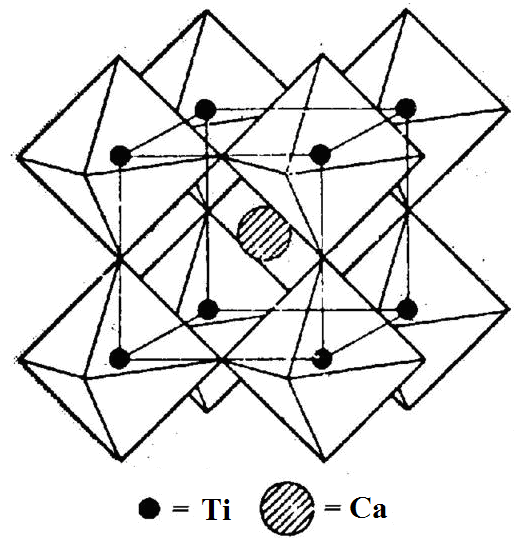 = Ti = Ca